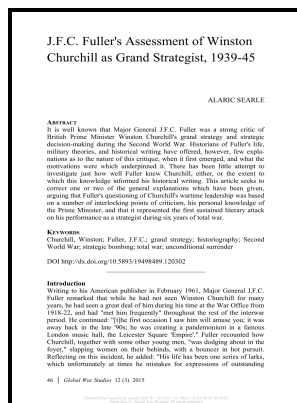 J.F.C. Fuller's Assessment of Winston
Churchill as Grand Strategist, 1939-45
ALARIC SEARLE
ABSTRACT
It is well known that Major General J.F.C. Fuller was a strong critic of
British Prime Minister Winston Churchill's grand strategy and strategic
decision-making during the Second World War. Historians of Fuller's life,
military theories, and historical writing have offered, however, few expla-
nations as to the nature of this critique, when it first emerged, and what the
motivations were which underpinned it. There has been little attempt to
investigate just how well Fuller knew Churchill, either, or the extent to
which this knowledge informed his historical writing. This article seeks to
correct one or two of the general explanations which have been given,
arguing that Fuller's questioning of Churchill's wartime leadership was based
on a number of interlocking points of criticism, his personal knowledge of
the Prime Minister, and that it represented the first sustained literary attack
on his performance as a strategist during six years of total war.
KEYWORDS
Churchill, Winston; Fuller, J.F.C.; grand strategy; historiography; Second
World War; strategic bombing; total war; unconditional surrender
DOI http://dx.doi.org/10.5893/19498489.120302
Introduction
Writing to his American publisher in February 1961, Major General J.F.C.
Fuller remarked that while he had not seen Winston Churchill for many
years, he had seen a great deal of him during his time at the War Office from
1918-22, and had "met him frequently" throughout the rest of the interwar
period. He continued: "[t]he first occasion I saw him will amuse you; it was
away back in the late '90s; he was creating a pandemonium in a famous
London music hall, the Leicester Square 'Empire'." Fuller recounted how
Churchill, together with some other young men, "was dodging about in the
foyer," slapping women on their behinds, with a bouncer in hot pursuit.
Reflecting on this incident, he added: "His life has been one series of larks,
which unfortunately at times he mistakes for expressions of outstanding
46 | Global War Studies 12 (3) 2015